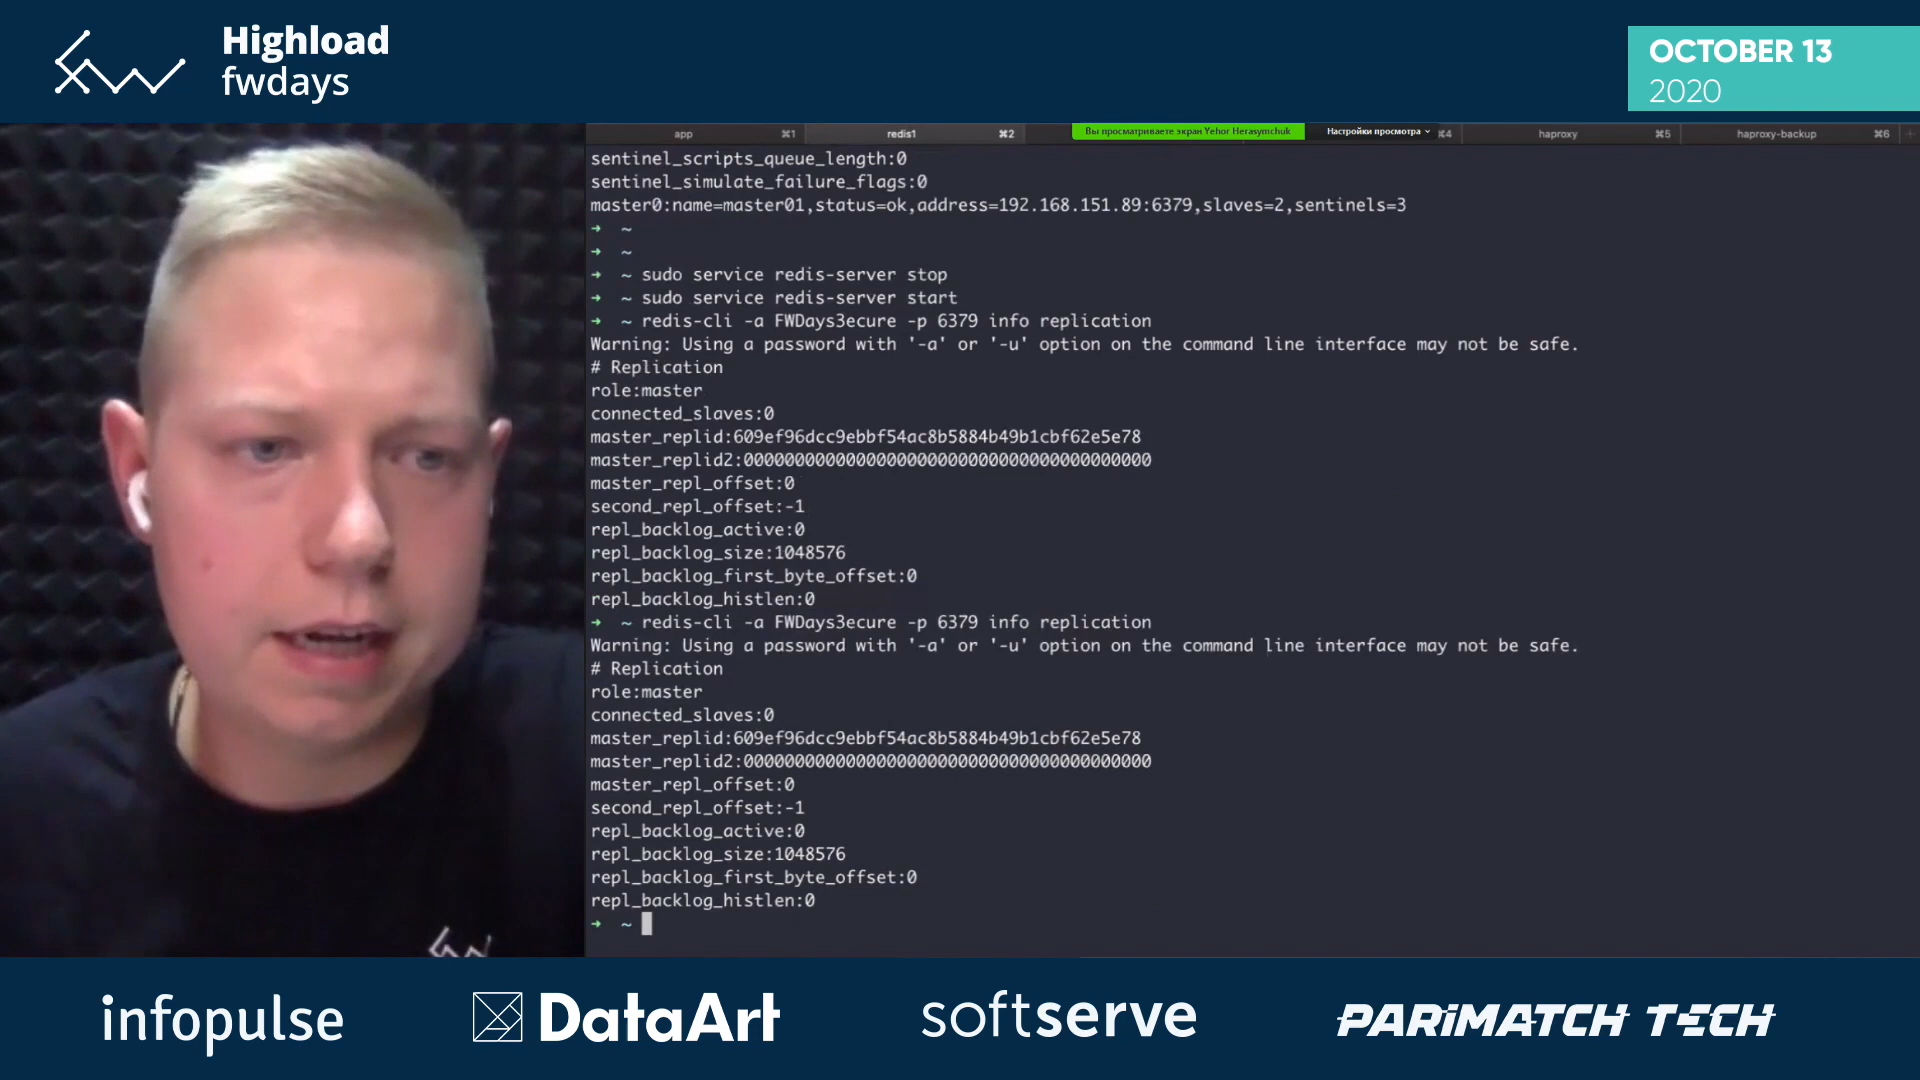 Highload
fwdays
OCTOBER 13
2020
app ⌘1 redis1 ⌘2 Вы просматриваете экран Yehor Herasymchuk Настройки просмотра ⌘4 haproxy ⌘5 haproxy-backup ⌘6
sentinel_scripts_queue_length:0
sentinel_simulate_failure_flags:0
master0:name=master01,status=ok,address=192.168.151.89:6379,slaves=2,sentinels=3
➜ ~
➜ ~
➜ ~ sudo service redis-server stop
➜ ~ sudo service redis-server start
➜ ~ redis-cli -a FWDays3ecure -p 6379 info replication
Warning: Using a password with '-a' or '-u' option on the command line interface may not be safe.
# Replication
role:master
connected_slaves:0
master_replid:609ef96dcc9ebbf54ac8b5884b49b1cbf62e5e78
master_replid2:0000000000000000000000000000000000000000
master_repl_offset:0
second_repl_offset:-1
repl_backlog_active:0
repl_backlog_size:1048576
repl_backlog_first_byte_offset:0
repl_backlog_histlen:0
➜ ~ redis-cli -a FWDays3ecure -p 6379 info replication
Warning: Using a password with '-a' or '-u' option on the command line interface may not be safe.
# Replication
role:master
connected_slaves:0
master_replid:609ef96dcc9ebbf54ac8b5884b49b1cbf62e5e78
master_replid2:0000000000000000000000000000000000000000
master_repl_offset:0
second_repl_offset:-1
repl_backlog_active:0
repl_backlog_size:1048576
repl_backlog_first_byte_offset:0
repl_backlog_histlen:0
➜ ~
infopulse DataArt softserve PARIMATCH TECH